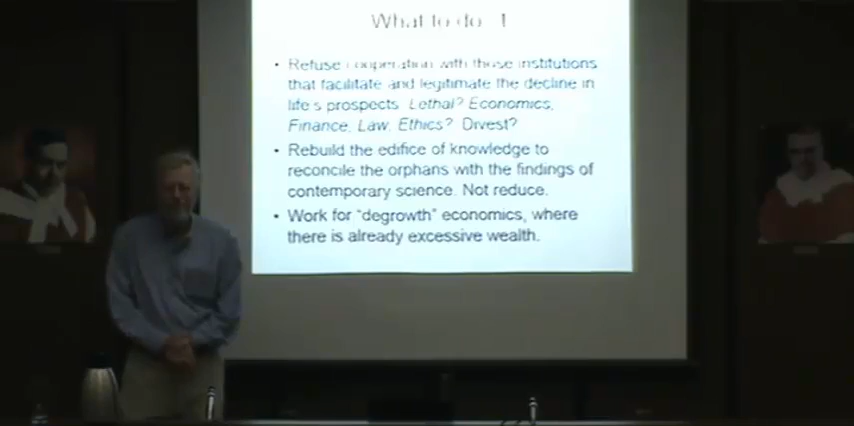 What to do 1
• Refuse cooperation with those institutions
that facilitate and legitimate the decline in
life's prospects. Lethal? Economics,
Finance, Law, Ethics? Divest?
• Rebuild the edifice of knowledge to
reconcile the orphans with the findings of
contemporary science. Not reduce.
• Work for "degrowth" economics, where
there is already excessive wealth.